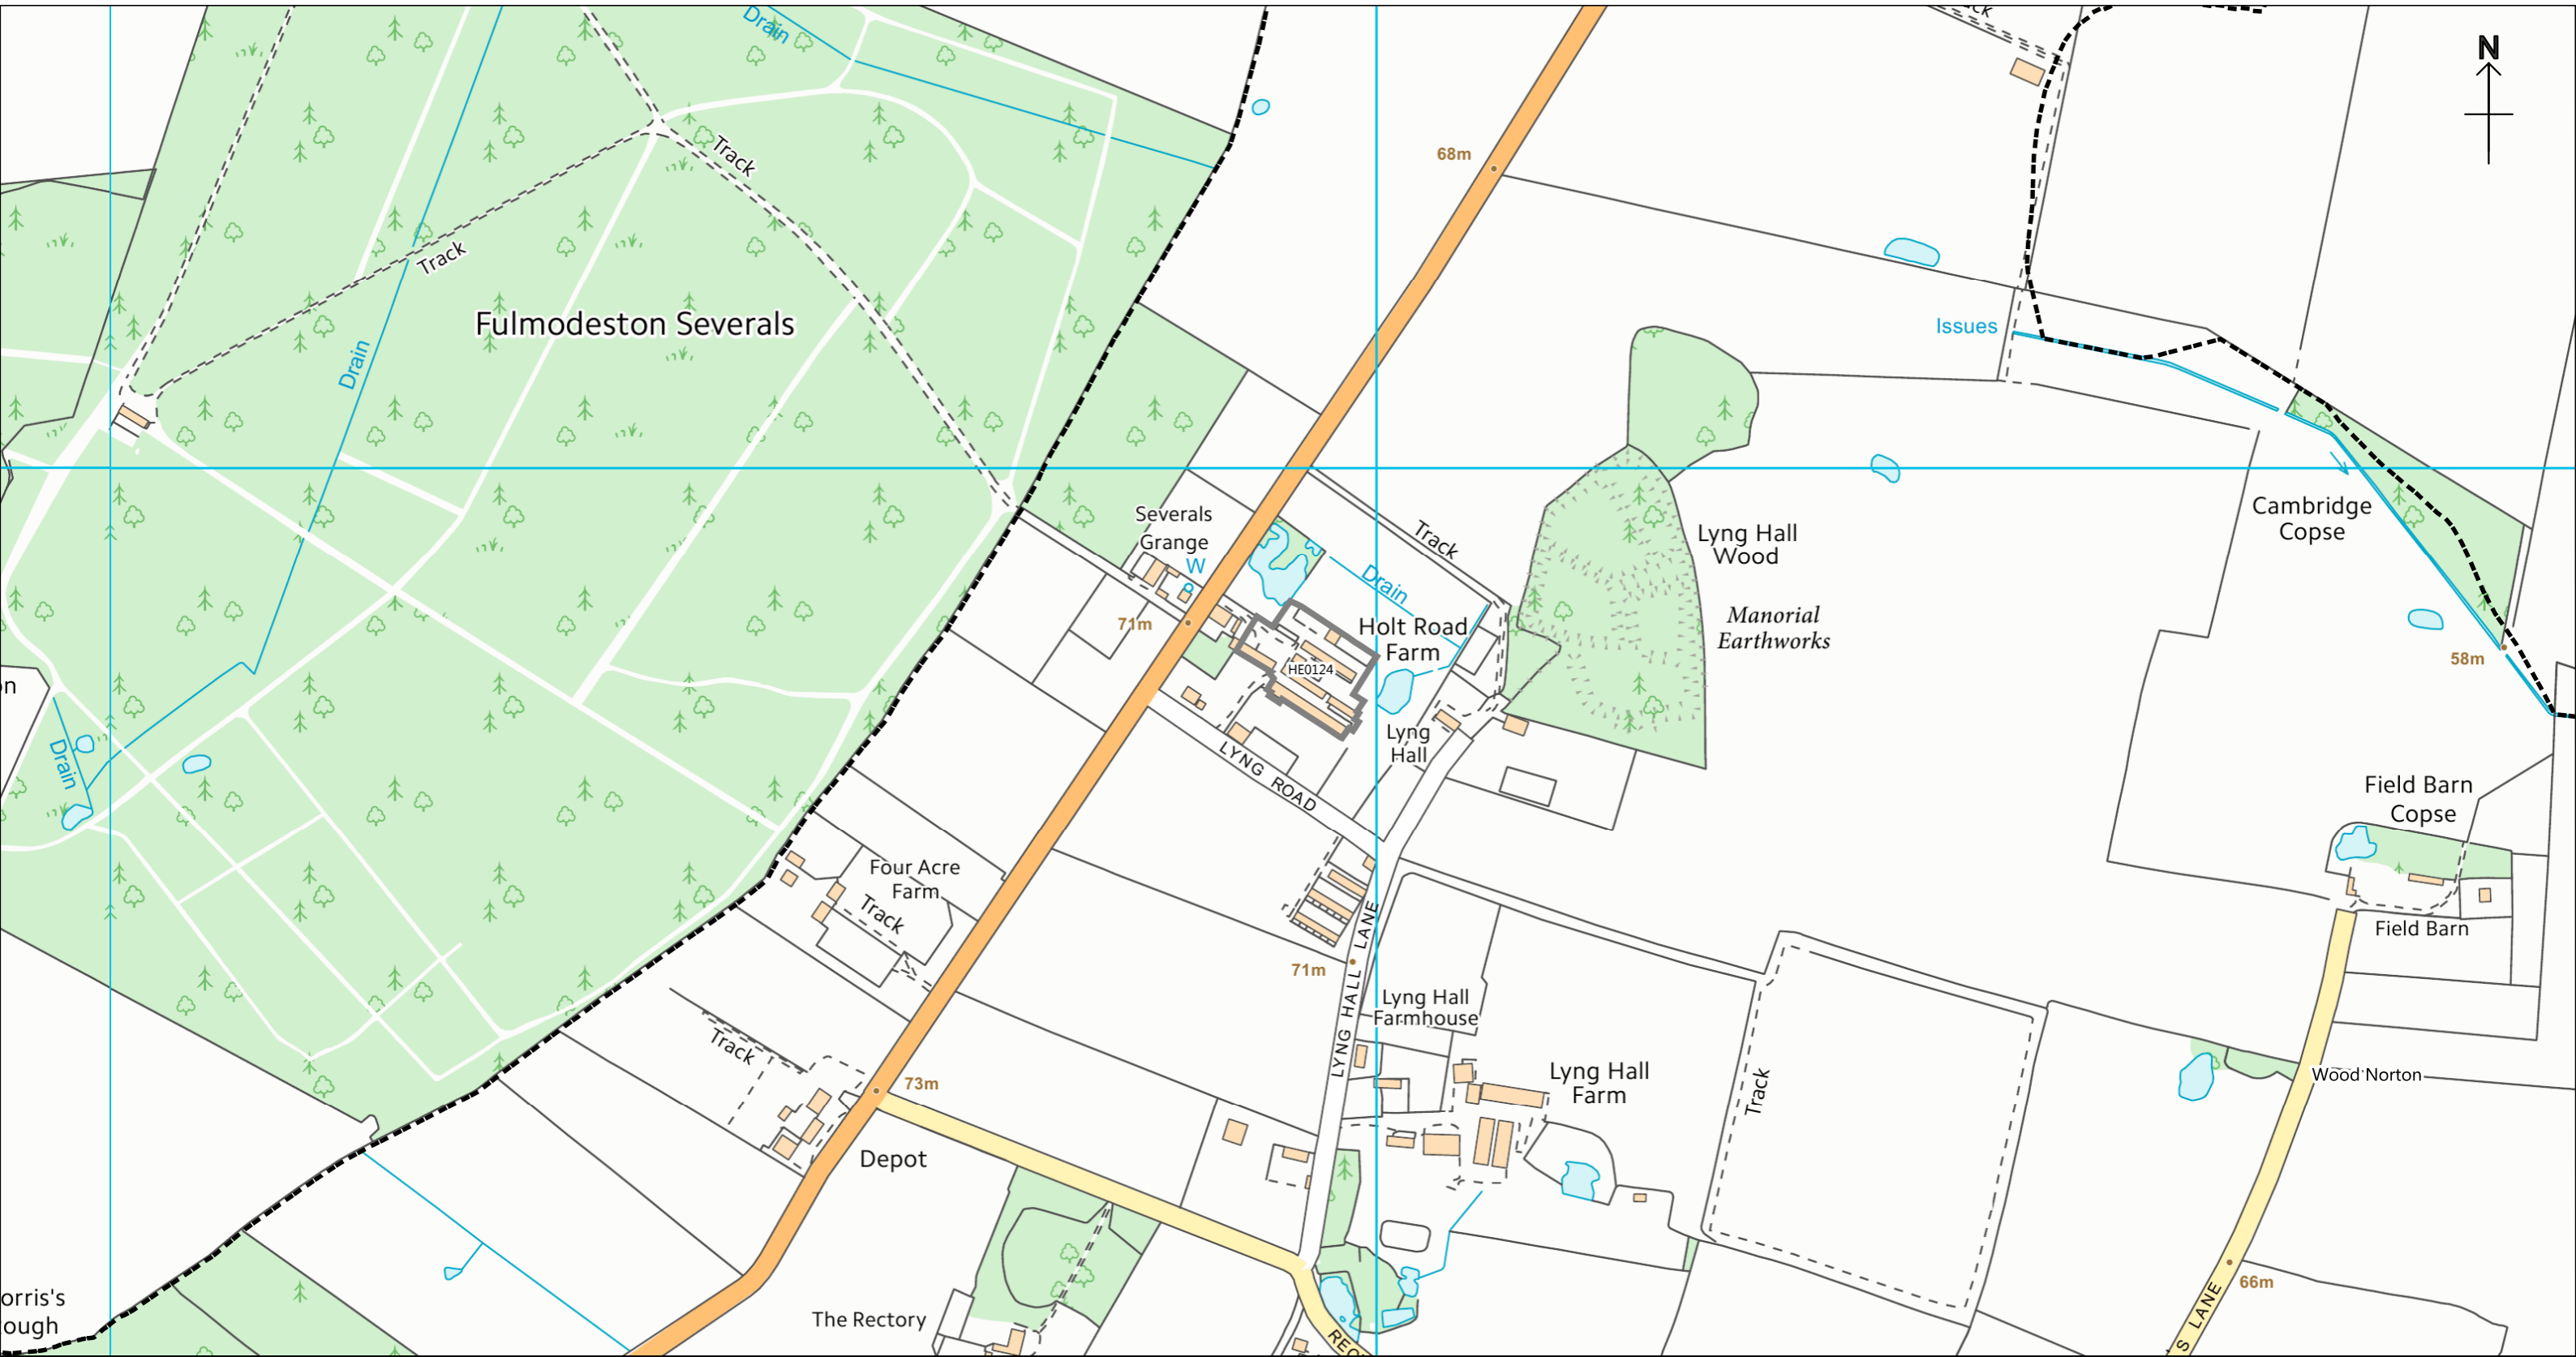 Drain
N
68m
Track
Track
Fulmodeston Severals
Issues
Drain
Severals
Grange
W
Track
Lyng Hall
Wood
Cambridge
Copse
Drain
71m
Holt Road
Farm
Manorial
Earthworks
HE0124
58m
Drain
Lyng
Hall
LYNG ROAD
Field Barn
Copse
Four Acre
Farm
Track
Field Barn
71m
LYNG HALL LANE
Lyng Hall
Farmhouse
Track
73m
Lyng Hall
Farm
Track
Wood Norton
Depot
66m
orris's
ough
The Rectory
S LANE